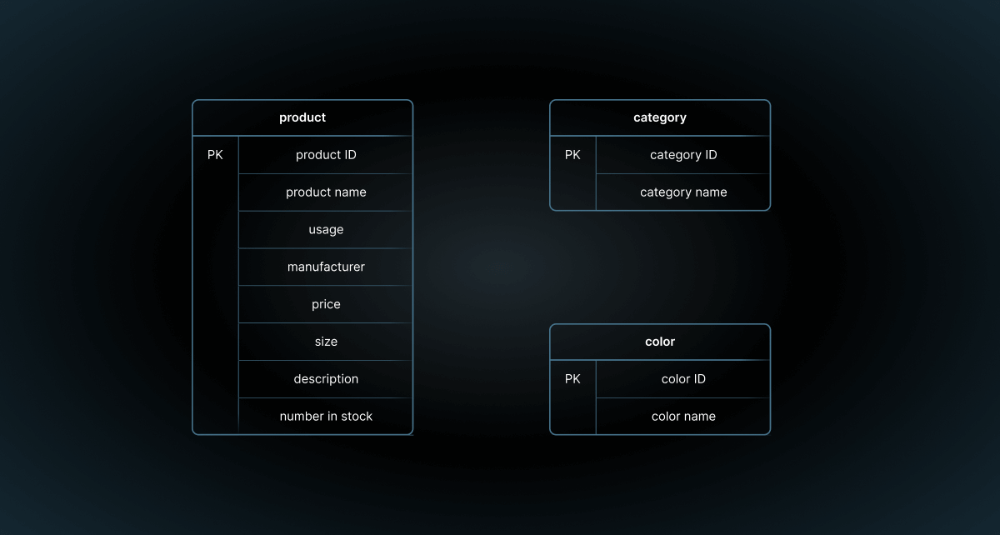 product
PK
product ID
product name
usage
manufacturer
price
size
description
number in stock
category
PK
category ID
category name
color
PK
color ID
color name